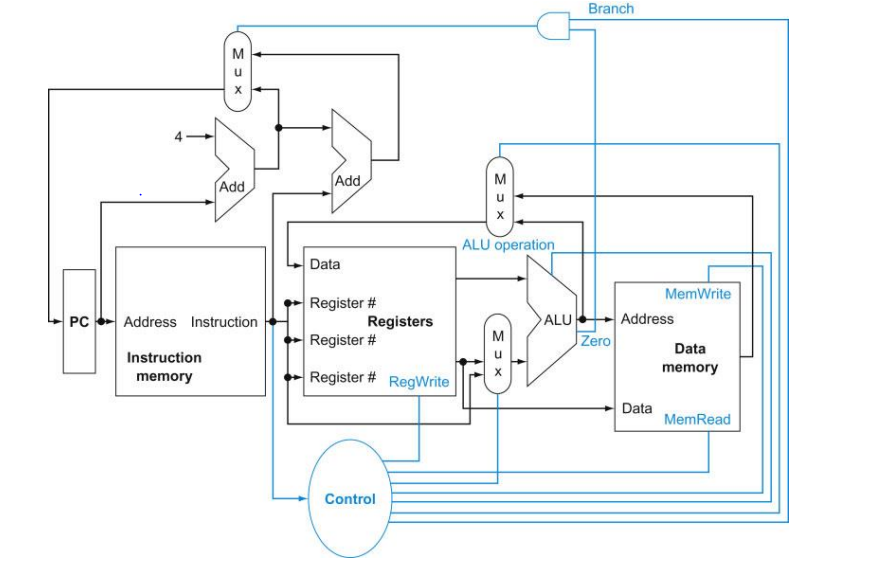 Branch
M
u
x
4
Add
Add
M
u
x
ALU operation
Data
MemWrite
Register #
PC
Address
Instruction
Registers
ALU
Address
Register #
M
u
x
Zero
Instruction
memory
Data
memory
Register #
RegWrite
Data
MemRead
Control